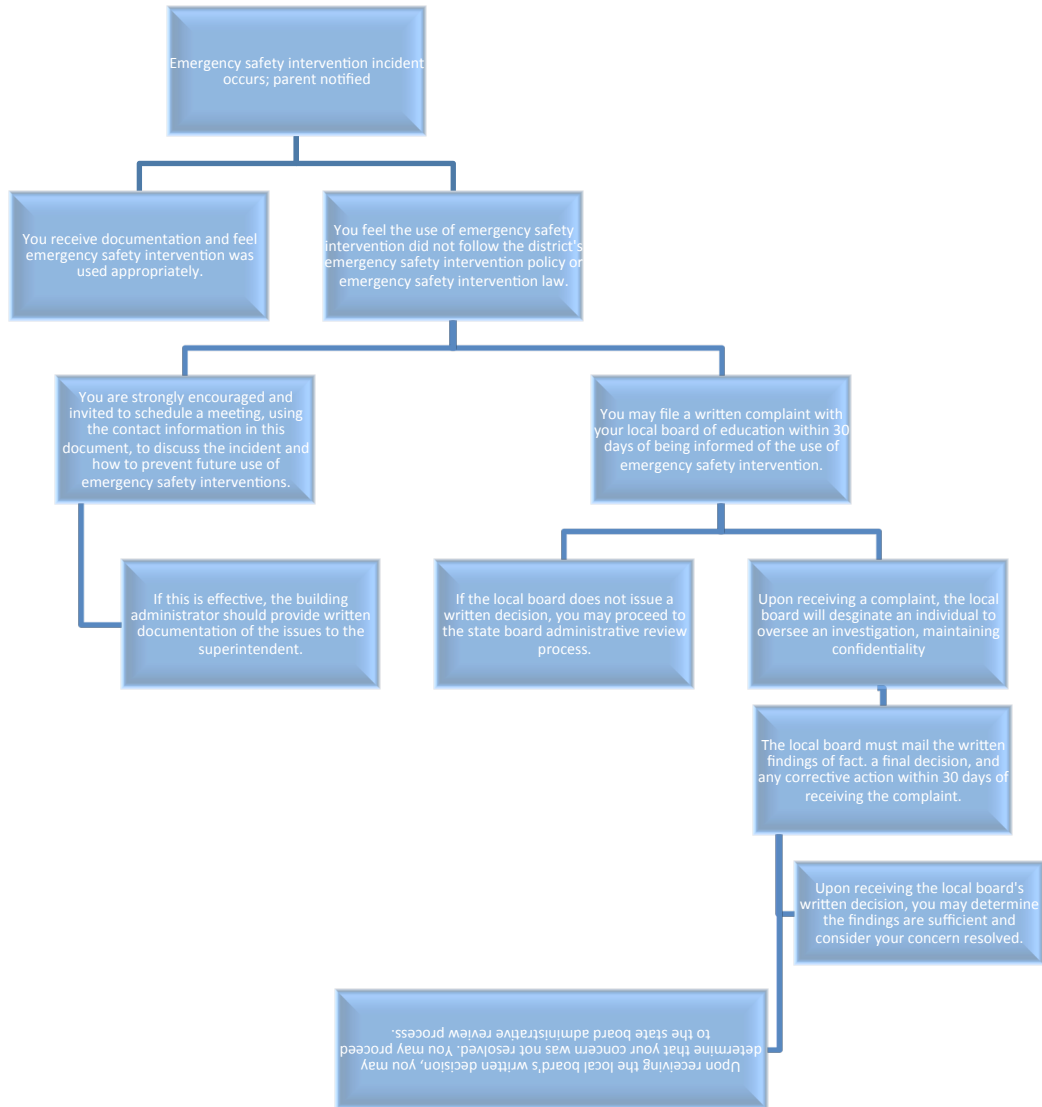 Emergency safety intervention incident
occurs; parent notified
You receive documentation and feel
emergency safety intervention was
used appropriately.
You feel the use of emergency safety
intervention did not follow the district's
emergency safety intervention policy or
emergency safety intervention law.
You are strongly encouraged and
invited to schedule a meeting, using
the contact information in this
document, to discuss the incident and
how to prevent future use of
emergency safety interventions.
You may file a written complaint with
your local board of education within 30
days of being informed of the use of
emergency safety intervention.
If this is effective, the building
administrator should provide written
documentation of the issues to the
superintendent.
If the local board does not issue a
written decision, you may proceed to
the state board administrative review
process.
Upon receiving a complaint, the local
board will desginate an individual to
oversee an investigation, maintaining
confidentiality
The local board must mail the written
findings of fact. a final decision, and
any corrective action within 30 days of
receiving the complaint.
Upon receiving the local board's
written decision, you may determine
the findings are sufficient and
consider your concern resolved.
Upon receiving the local board's written decision, you may
determine that your concern was not resolved. You may proceed
to the state board administrative review process.